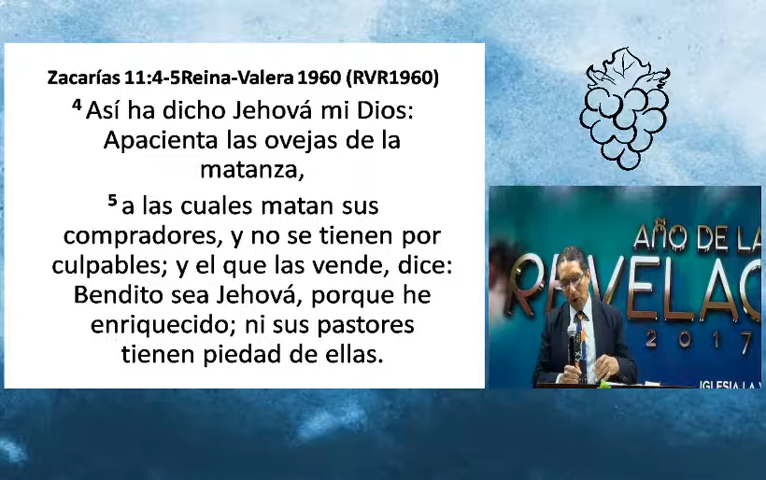 Zacarías 11:4-5Reina-Valera 1960 (RVR1960)
4 Así ha dicho Jehová mi Dios:
Apacienta las ovejas de la
matanza,
5 a las cuales matan sus
compradores, y no se tienen por
culpables; y el que las vende, dice:
Bendito sea Jehová, porque he
enriquecido; ni sus pastores
tienen piedad de ellas.
AÑO DE LA
REVELAC
2017
IGLESIA LA V